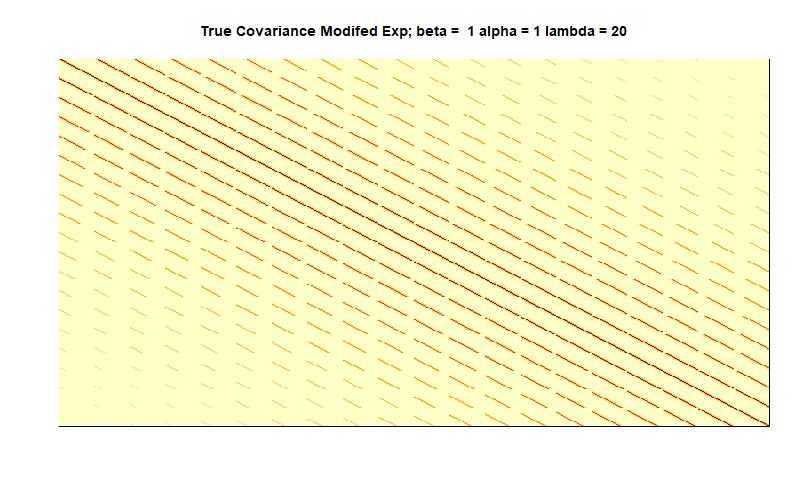 True Covariance Modifed Exp; beta =  1 alpha = 1 lambda = 20